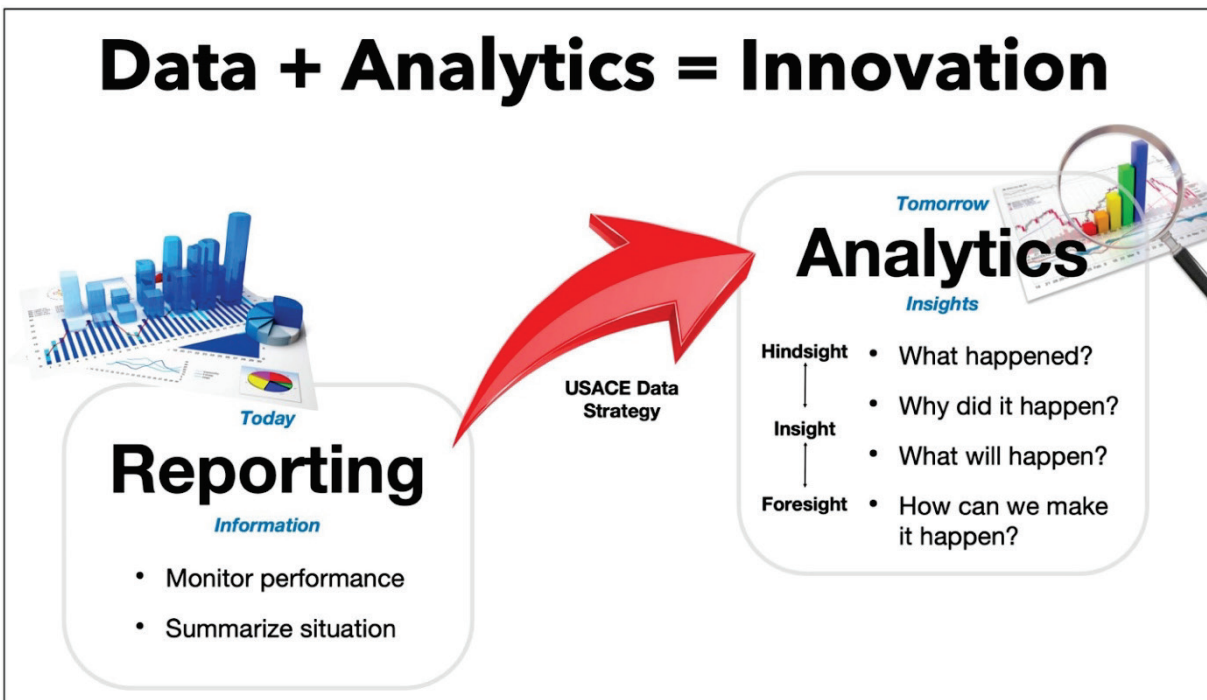 Data + Analytics = Innovation
Today
Reporting
Information
• Monitor performance
• Summarize situation
USACE Data
Strategy
Tomorrow
Analytics
Insights
Hindsight
Insight
Foresight
• What happened?
• Why did it happen?
• What will happen?
• How can we make
it happen?